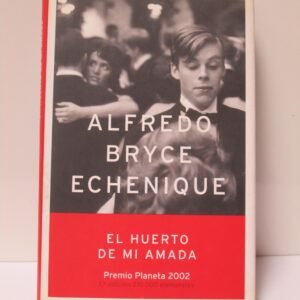 ALFREDO
BRYCE
ECHENIQUE
EL HUERTO
DE MI AMADA
Premio Planeta 2002